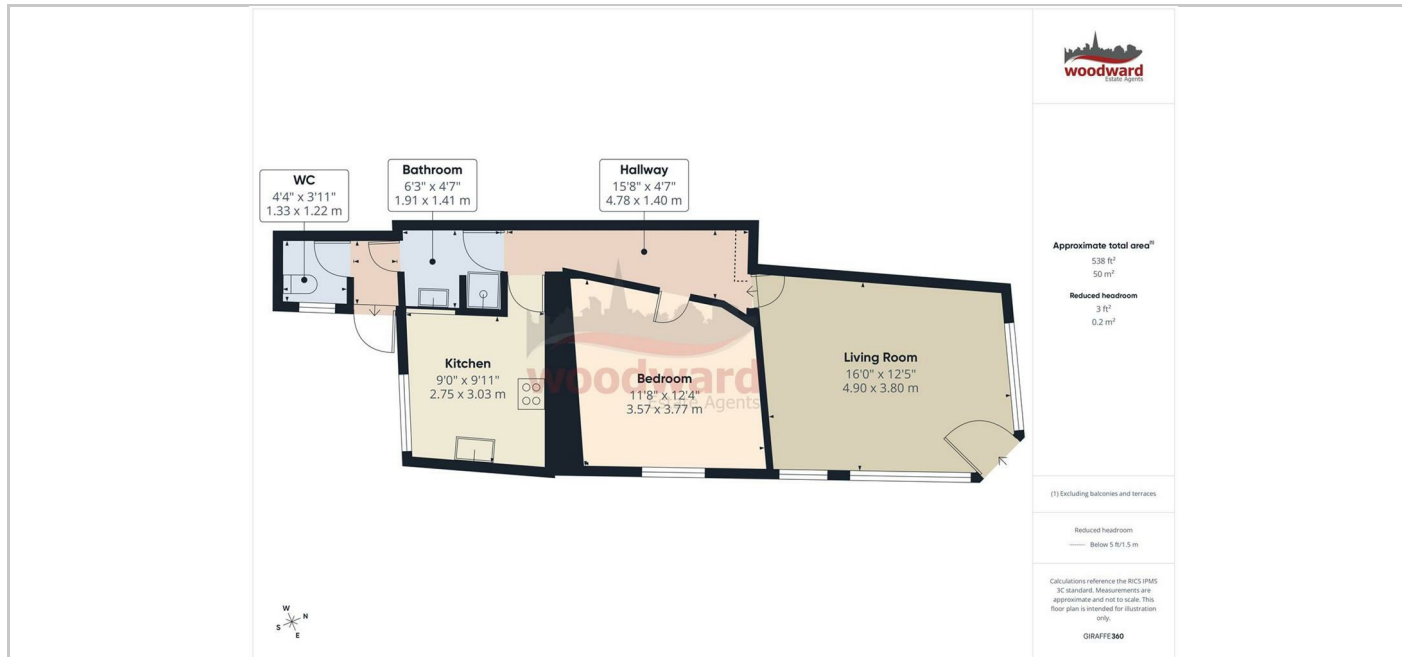 WC
4'4" x 3'11"
1.33 x 1.22 m
Bathroom
6'3" x 4'7"
1.91 x 1.41 m
Hallway
15'8" x 4'7"
4.78 x 1.40 m
Kitchen
9'0" x 9'11"
2.75 x 3.03 m
Bedroom
11'8" x 12'4"
3.57 x 3.77 m
Living Room
16'0" x 12'5"
4.90 x 3.80 m
woodward
Estate Agents
W
N
S
E
woodward
Estate Agents
Approximate total area(1)
538 ft²
50 m²
Reduced headroom
3 ft²
0.2 m²
(1) Excluding balconies and terraces
Reduced headroom
Below 5 ft/1.5 m
Calculations reference the RICS IPMS
3C standard. Measurements are
approximate and not to scale. This
floor plan is intended for illustration
only.
GIRAFFE360